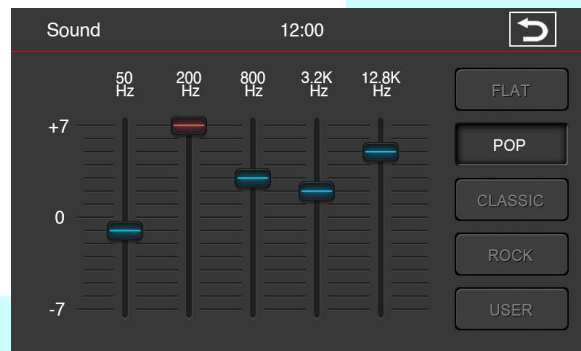 Sound 12:00
50 200 800 3.2K 12.8K
Hz Hz Hz Hz Hz
FLAT
+7
POP
CLASSIC
0
ROCK
-7
USER